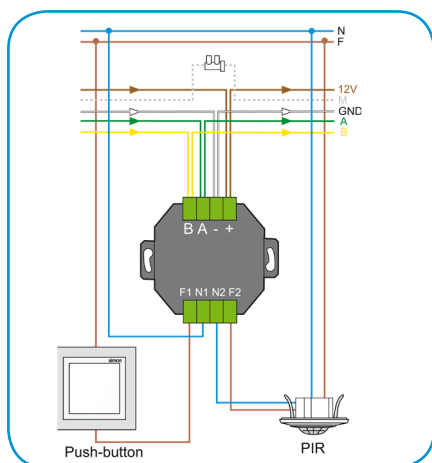 N
F
12V
M
GND
A
B
B A - +
F1 N1 N2 F2
simon
Push-button
PIR